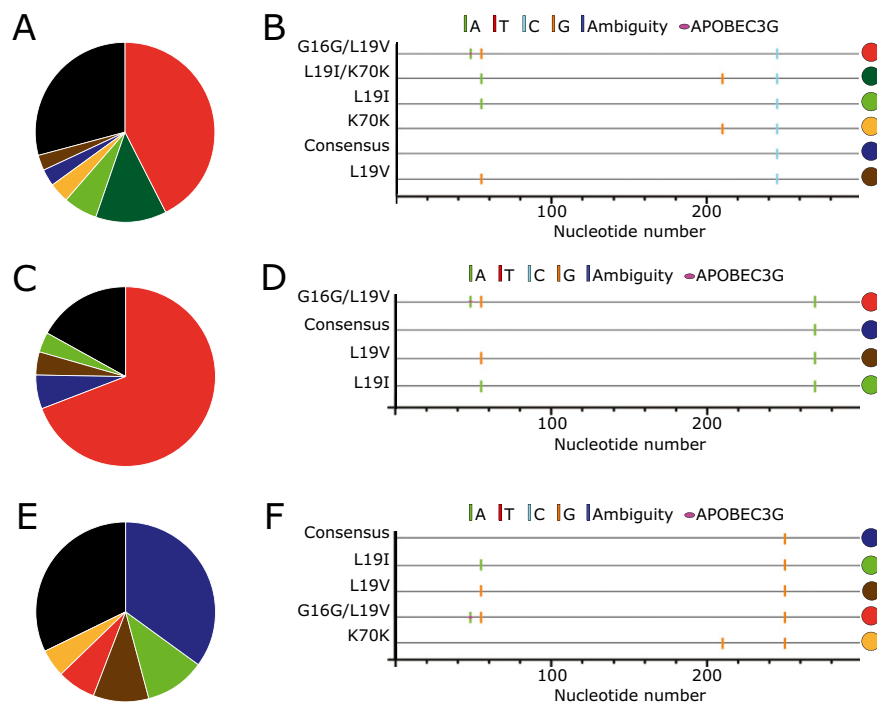 A
B
A T C G Ambiguity APOBEC3G
G16G/L19V
L19I/K70K
L19I
K70K
Consensus
L19V
100 200
Nucleotide number
C
D
A T C G Ambiguity APOBEC3G
G16G/L19V
Consensus
L19V
L19I
100 200
Nucleotide number
E
F
A T C G Ambiguity APOBEC3G
Consensus
L19I
L19V
G16G/L19V
K70K
100 200
Nucleotide number